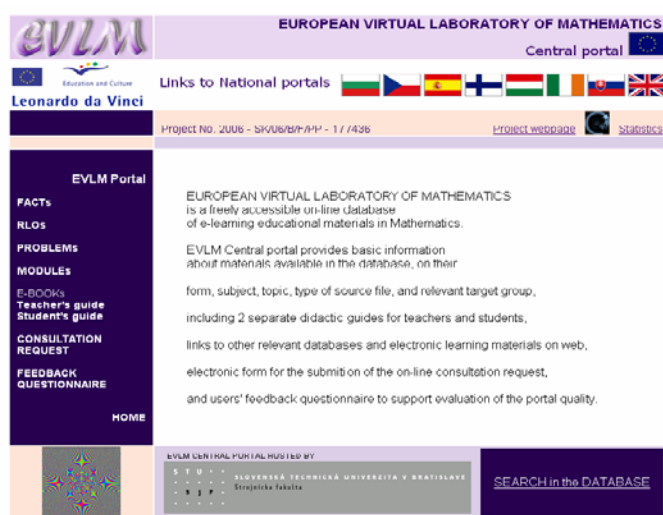 EVLM
EUROPEAN VIRTUAL LABORATORY OF MATHEMATICS
Central portal
Education and Culture
Leonardo da Vinci
Links to National portals
Project No. 2006 - SK/06/B/F/PP - 177436
Project webpage
Statistics
EVLM Portal
FACTs
RLOs
PROBLEMs
MODULEs
E-BOOKs
Teacher's guide
Student's guide
CONSULTATION
REQUEST
FEEDBACK
QUESTIONNAIRE
HOME
EUROPEAN VIRTUAL LABORATORY OF MATHEMATICS
is a freely accessible on-line database
of e-learning educational materials in Mathematics.
EVLM Central portal provides basic information
about materials available in the database, on their
form, subject, topic, type of source file, and relevant target group,
including 2 separate didactic guides for teachers and students,
links to other relevant databases and electronic learning materials on web,
electronic form for the submition of the on-line consultation request,
and users' feedback questionnaire to support evaluation of the portal quality.
EVLM CENTRAL PORTAL HOSTED BY
S T U
S j F
SLOVENSKÁ TECHNICKÁ UNIVERZITA V BRATISLAVE
Strojnícka fakulta
SEARCH in the DATABASE